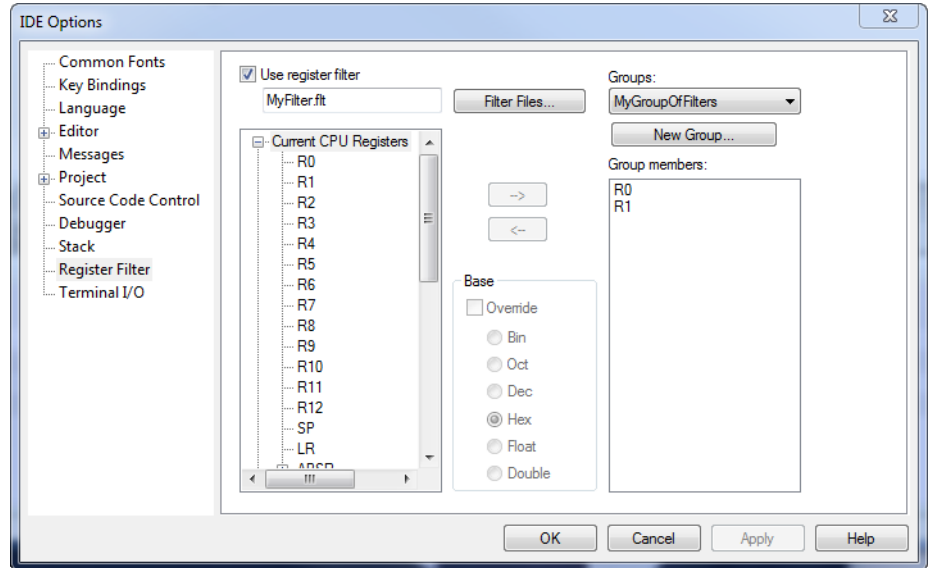 IDE Options
Common Fonts
Key Bindings
Language
Editor
Messages
Project
Source Code Control
Debugger
Stack
Register Filter
Terminal I/O
Use register filter
MyFilter.flt
Filter Files...
Current CPU Registers
R0
R1
R2
R3
R4
R5
R6
R7
R8
R9
R10
R11
R12
SP
LR
-->
<--
Base
Override
Bin
Oct
Dec
Hex
Float
Double
Groups:
MyGroupOfFilters
New Group...
Group members:
R0
R1
OK
Cancel
Apply
Help